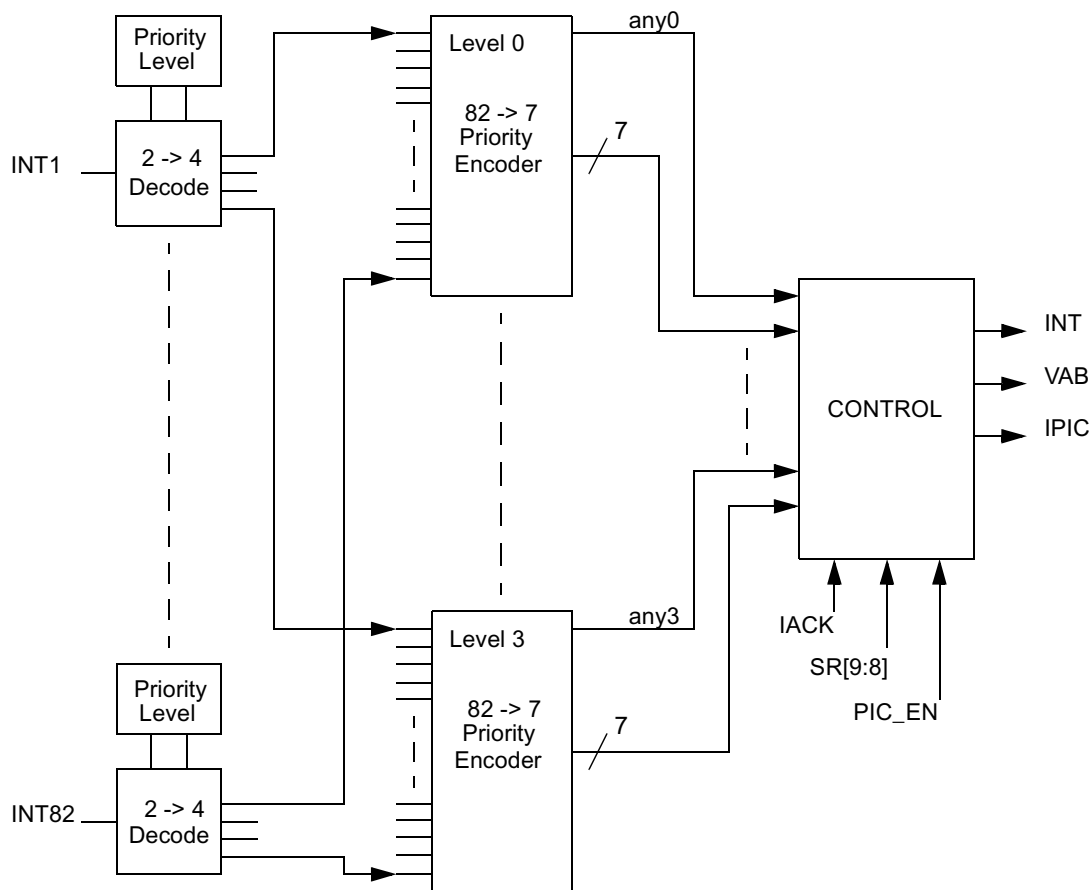 Priority
Level
INT1
2 -> 4
Decode
Level 0
82 -> 7
Priority
Encoder
any0
7
CONTROL
INT
VAB
IPIC
IACK
SR[9:8]
PIC_EN
Priority
Level
INT82
2 -> 4
Decode
Level 3
82 -> 7
Priority
Encoder
any3
7